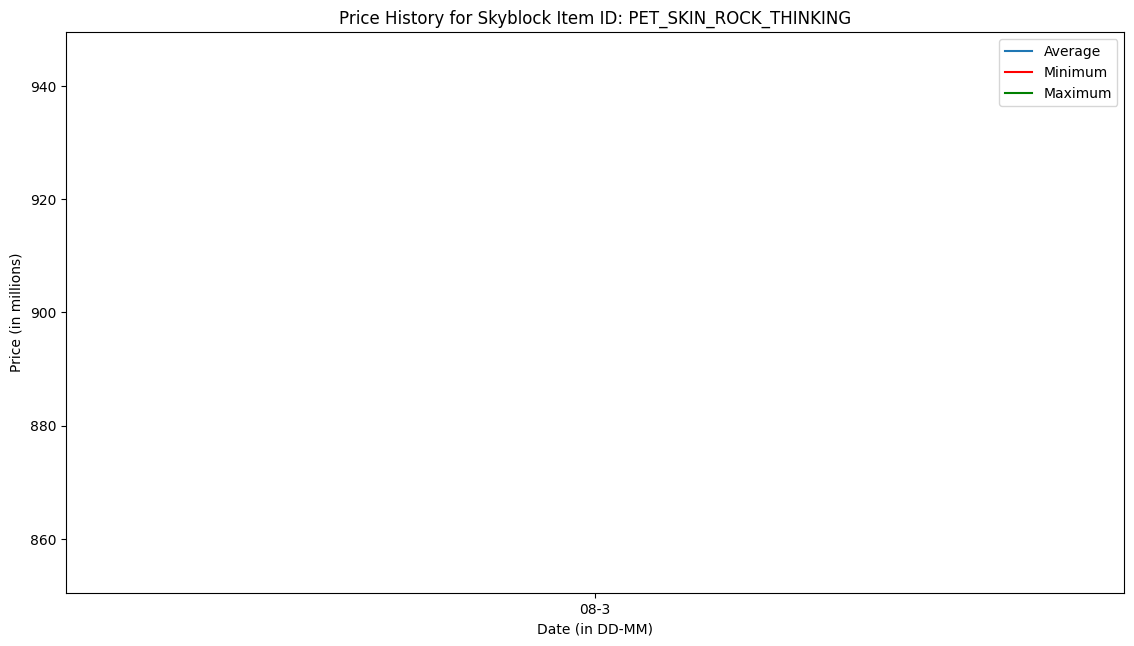 Price History for Skyblock Item ID: PET_SKIN_ROCK_THINKING
Average
Minimum
Maximum
940
920
900
880
860
Price (in millions)
08-3
Date (in DD-MM)